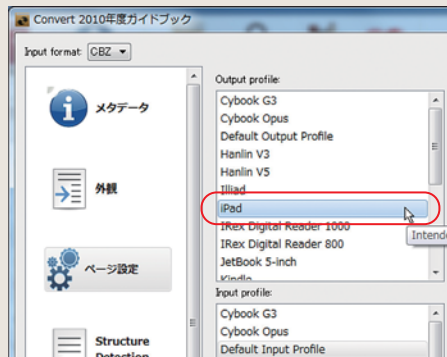 Convert 2010年度ガイドブック
Input format: CBZ
メタデータ
外観
ページ設定
Structure
Detection
Output profile:
Cybook G3
Cybook Opus
Default Output Profile
Hanlin V3
Hanlin V5
Illiad
iPad
IRex Digital Reader 1000
IRex Digital Reader 800
JetBook 5-inch
Kindle
Intende
Input profile:
Cybook G3
Cybook Opus
Default Input Profile